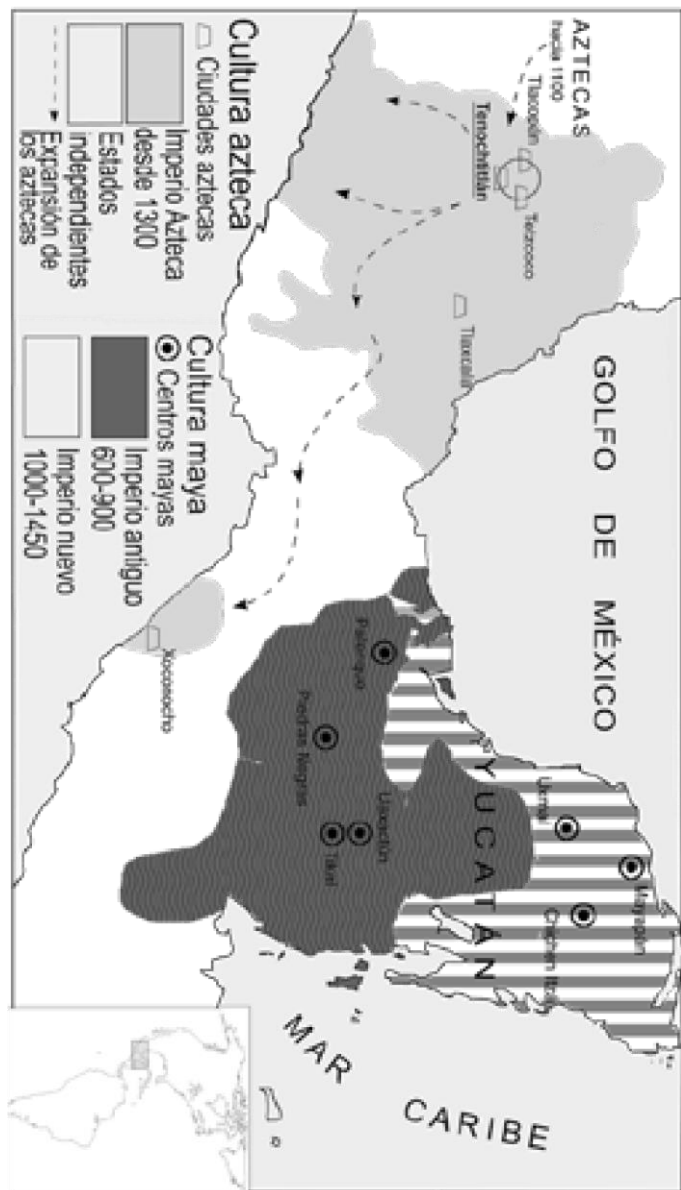 AZTECAS
hacia 1100
Tlacopán
Tenochtitlán
Texcoco
Tlaxcala
GOLFO DE MÉXICO
Palenque
Piedras Negras
Uaxactún
Tikal
YUCATÁN
Uxmal
Mayapán
Chichen Itzá
Xoconocho
MAR CARIBE
Cultura azteca
Ciudades aztecas
Imperio Azteca
desde 1300
Estados
independientes
Expansión de
los aztecas
Cultura maya
Centros mayas
Imperio antiguo
600-900
Imperio nuevo
1000-1450